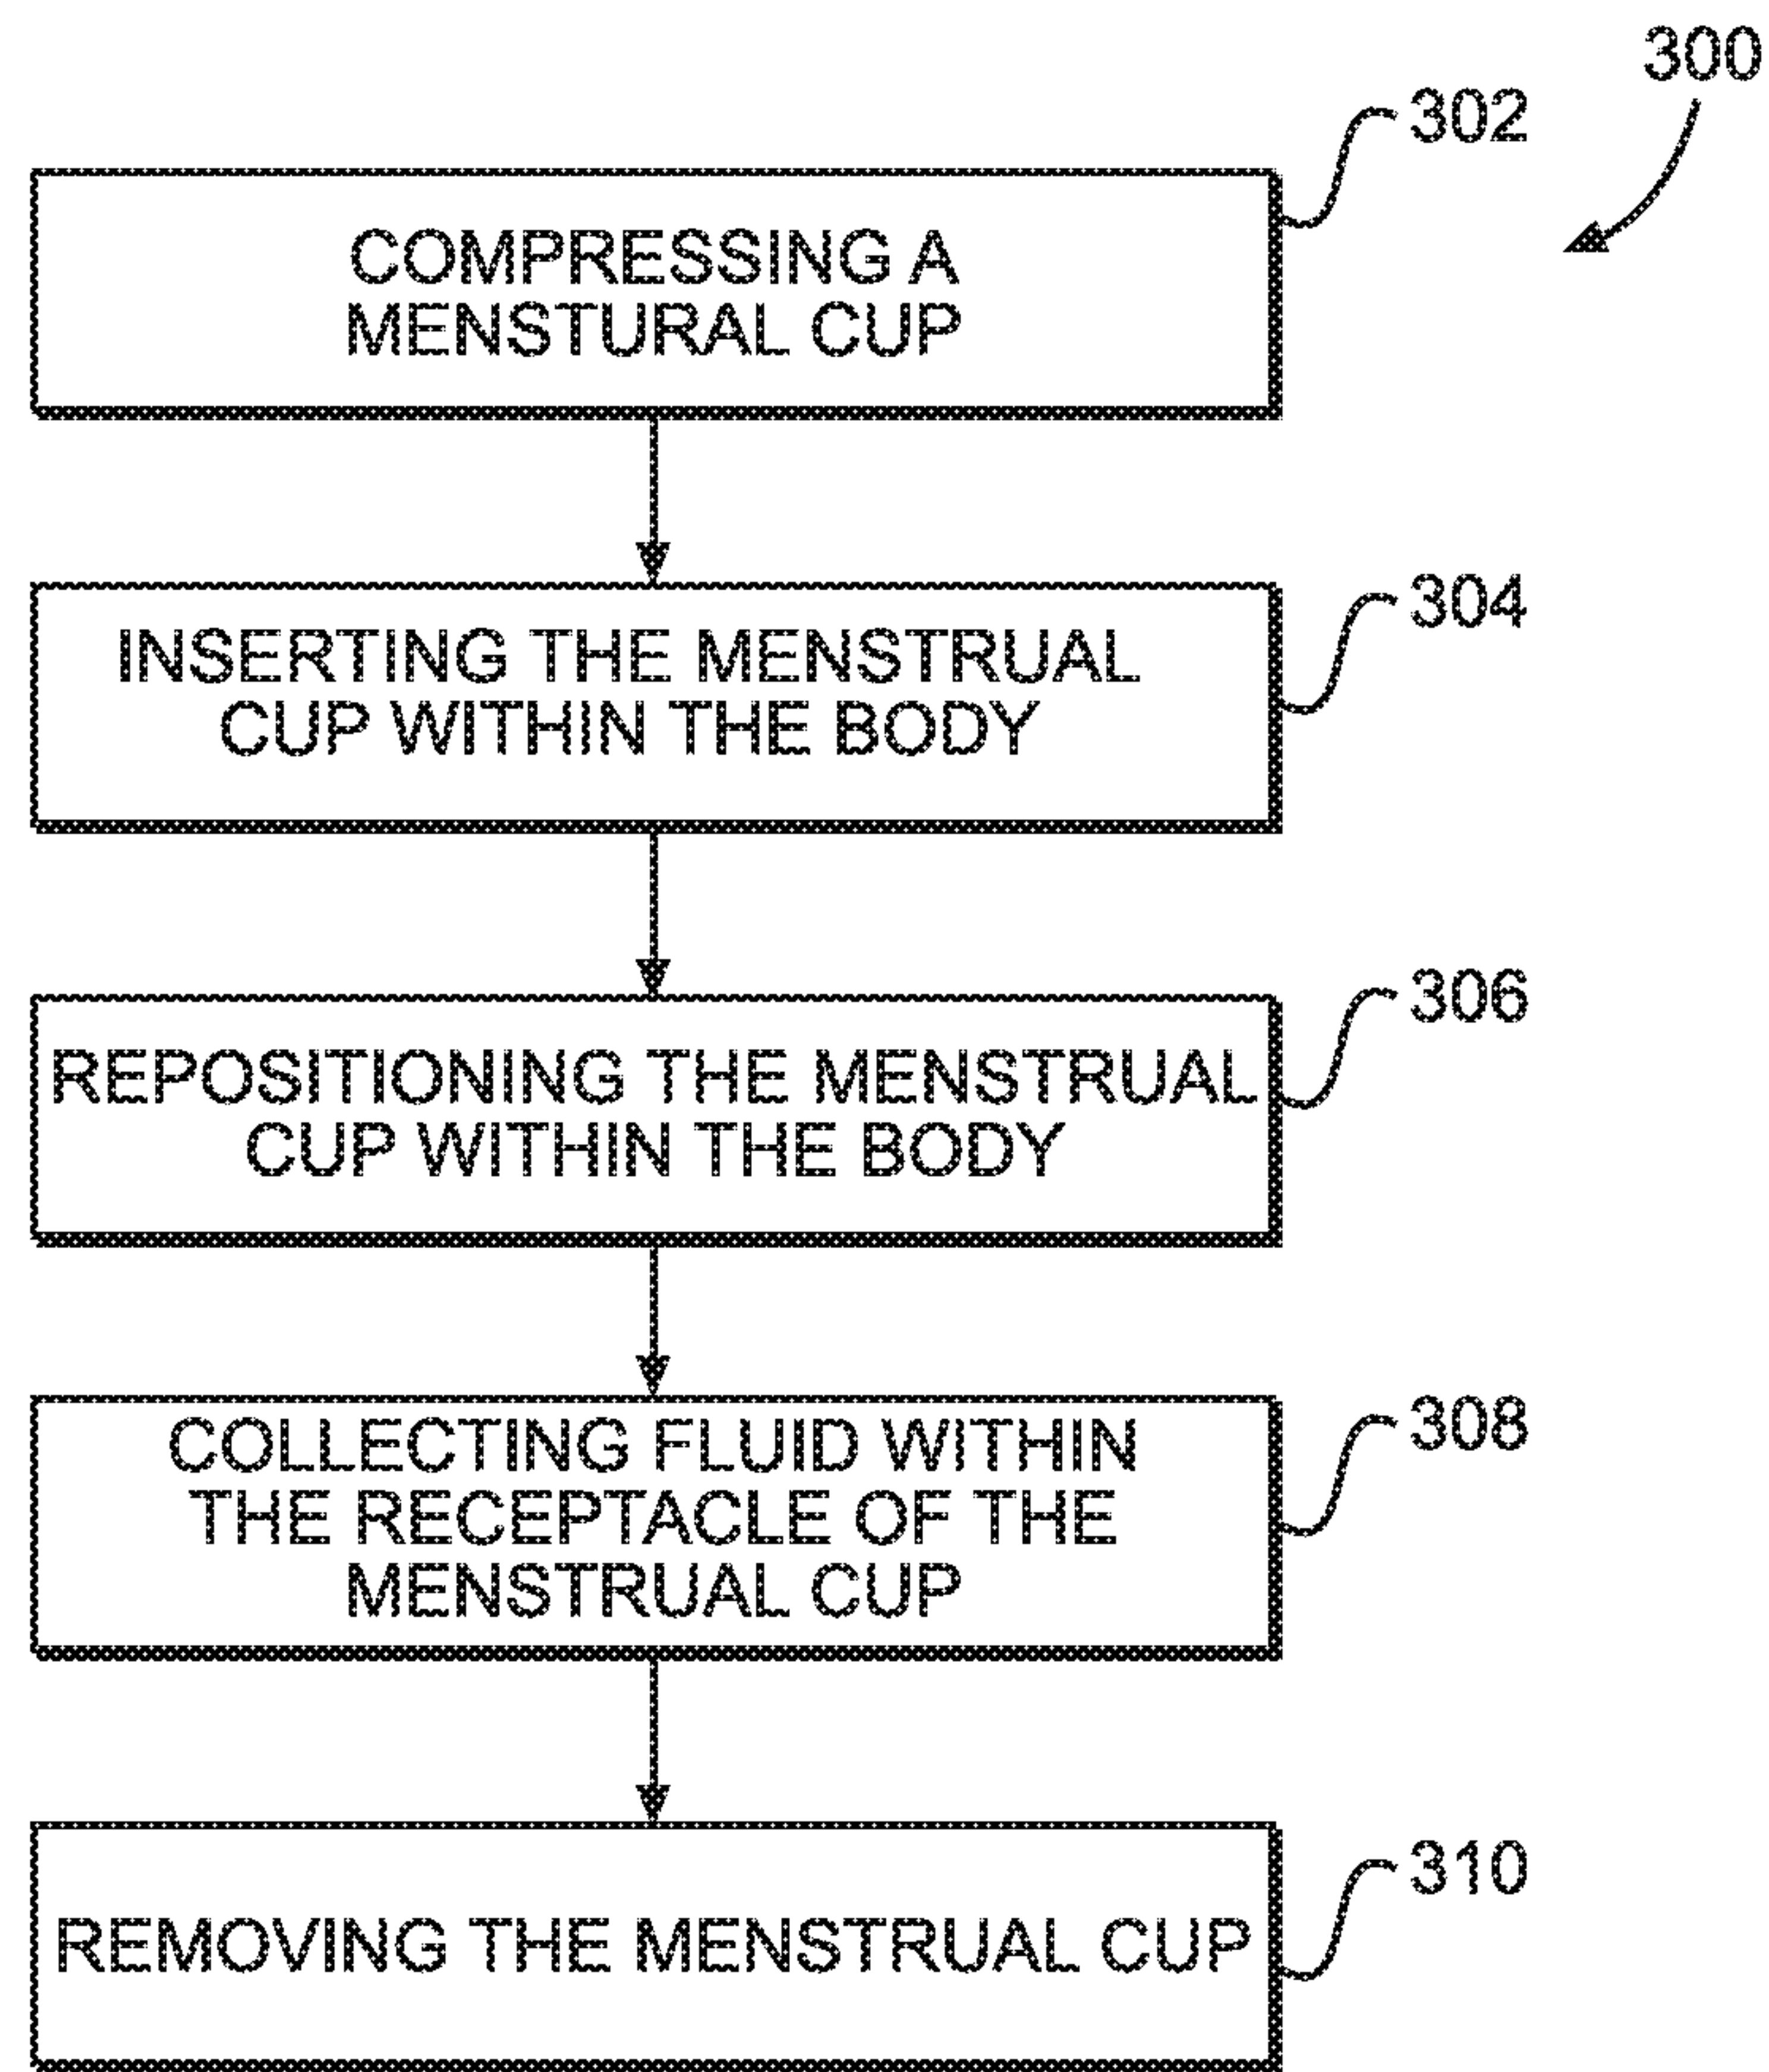 300
302
COMPRESSING A
MENSTURAL CUP
304
INSERTING THE MENSTRUAL
CUP WITHIN THE BODY
306
REPOSITIONING THE MENSTRUAL
CUP WITHIN THE BODY
308
COLLECTING FLUID WITHIN
THE RECEPTACLE OF THE
MENSTRUAL CUP
310
REMOVING THE MENSTRUAL CUP